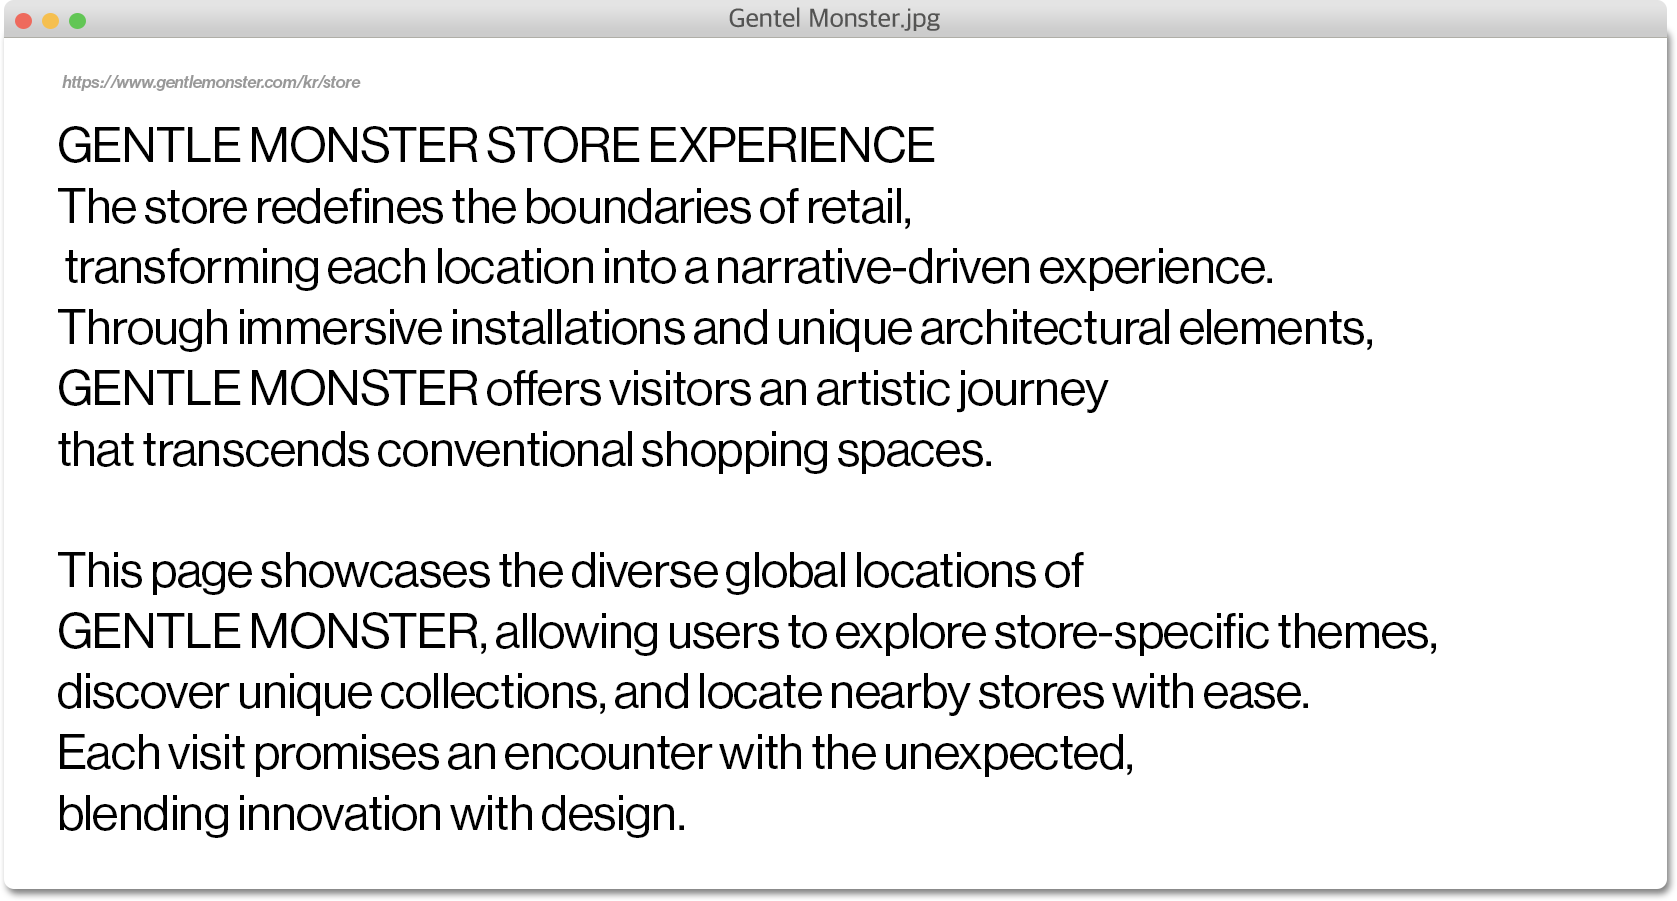 Gentel Monster.jpg
https://www.gentlemonster.com/kr/store
GENTLE MONSTER STORE EXPERIENCE
The store redefines the boundaries of retail,
transforming each location into a narrative-driven experience.
Through immersive installations and unique architectural elements,
GENTLE MONSTER offers visitors an artistic journey
that transcends conventional shopping spaces.
This page showcases the diverse global locations of
GENTLE MONSTER, allowing users to explore store-specific themes,
discover unique collections, and locate nearby stores with ease.
Each visit promises an encounter with the unexpected,
blending innovation with design.